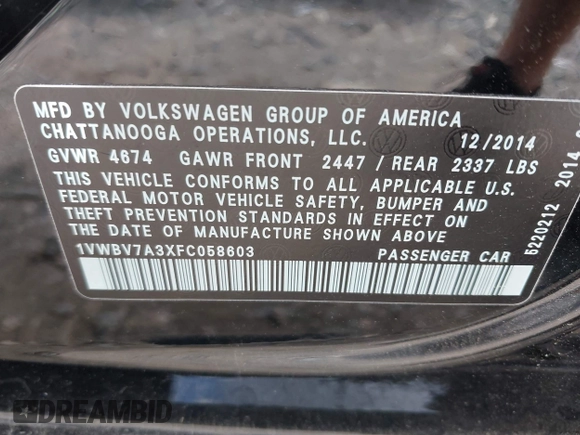 MFD BY VOLKSWAGEN GROUP OF AMERICA
CHATTANOOGA OPERATIONS, LLC. 12/2014
GVWR 4674 GAWR FRONT 2447 / REAR 2337 LBS
THIS VEHICLE CONFORMS TO ALL APPLICABLE U.S.
FEDERAL MOTOR VEHICLE SAFETY, BUMPER AND
THEFT PREVENTION STANDARDS IN EFFECT ON
THE DATE OF MANUFACTURE SHOWN ABOVE
1VWBV7A3XFC058603 PASSENGER CAR
5220212 2014
DREAMBID